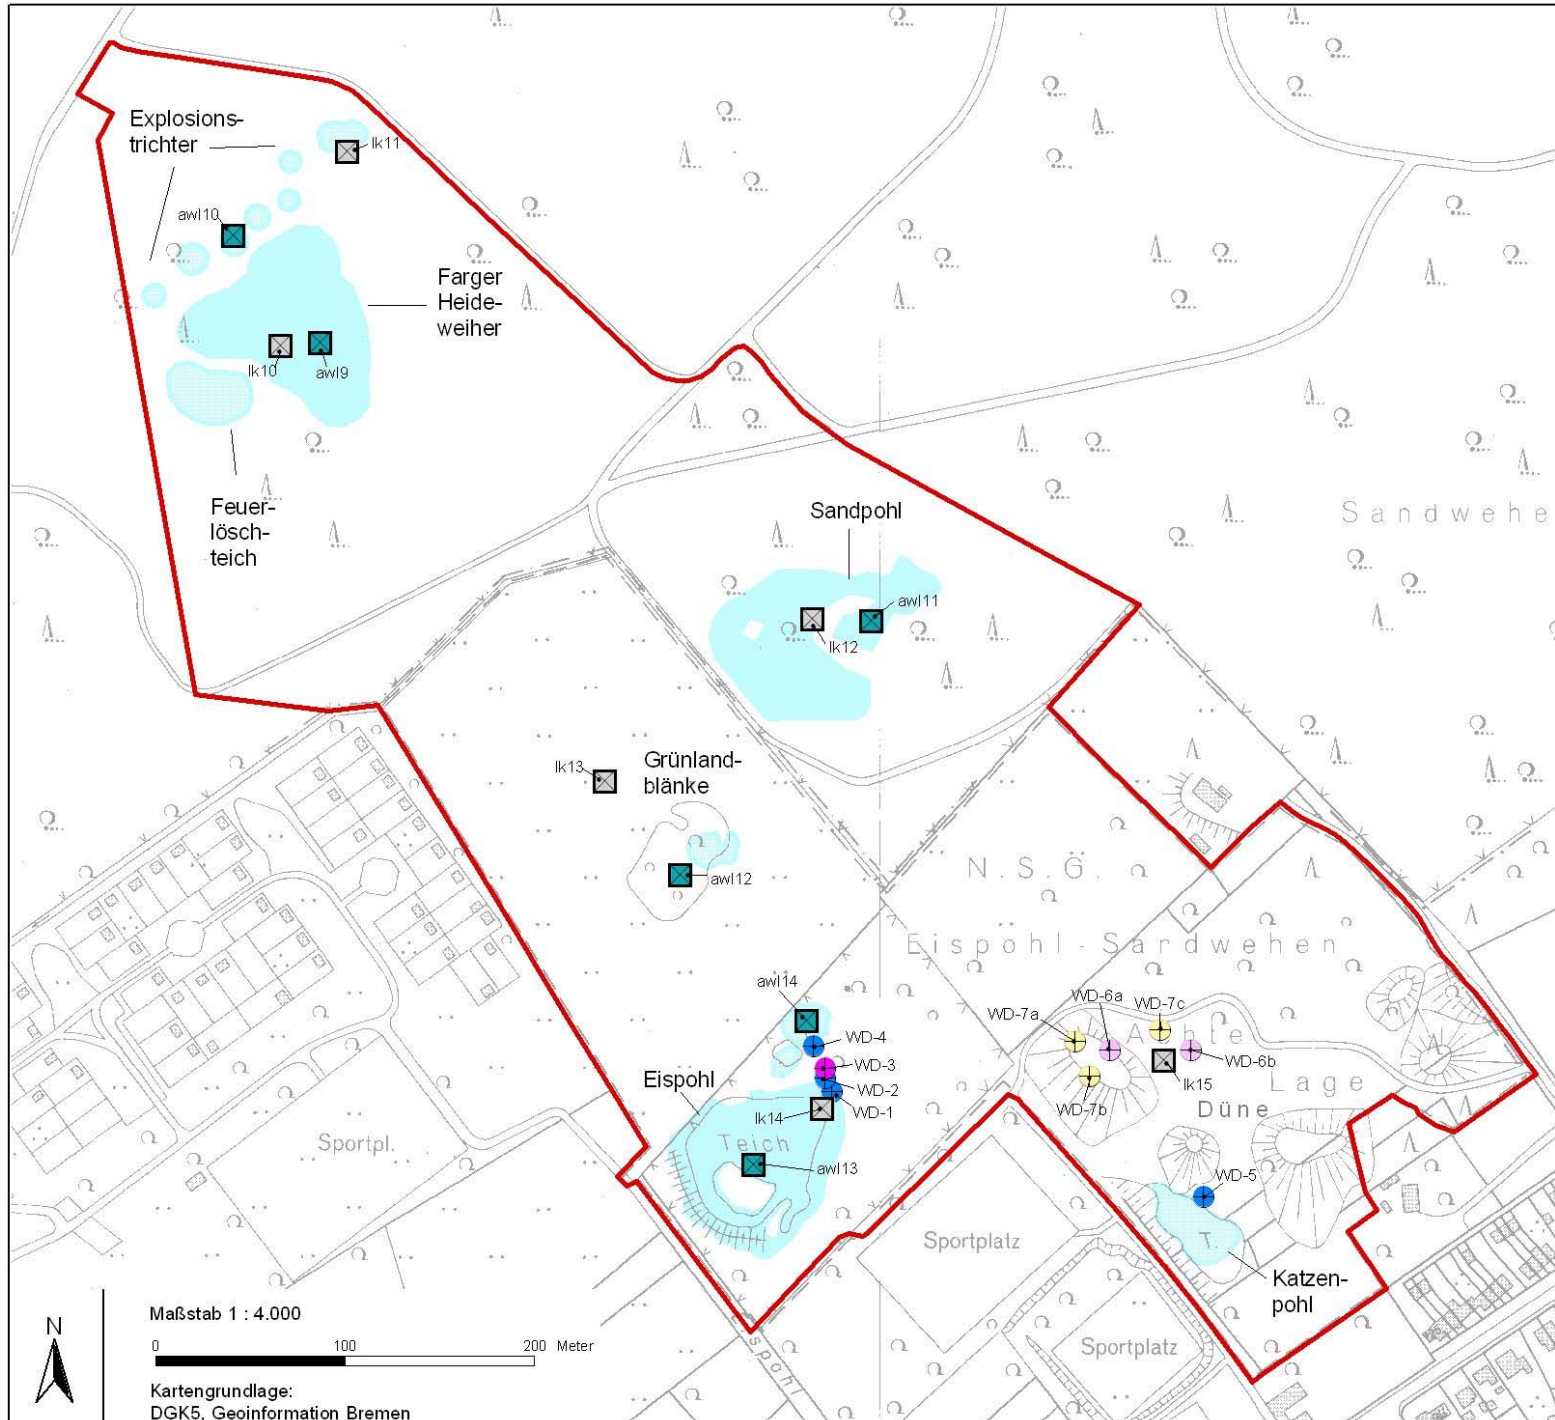 Explosions-
trichter
lk11
awl10
Farger
Heide-
weiher
lk10
awl9
Feuer-
lösch-
teich
Sandpohl
Sandwehe
awl11
lk12
lk13
Grünland-
blänke
awl12
N.S.G.
Eispohl-Sandwehen
awl14
WD-4
WD-3
WD-2
WD-1
WD-7a
WD-6a
WD-7c
WD-6b
lk15
WD-7b
Lage
Düne
Eispohl
lk14
Teich
awl13
Sportpl.
WD-5
T.
Sportplatz
Katzen-
pohl
Sportplatz
N
Maßstab 1 : 4.000
0 100 200 Meter
Kartengrundlage:
DGK5, Geoinformation Bremen